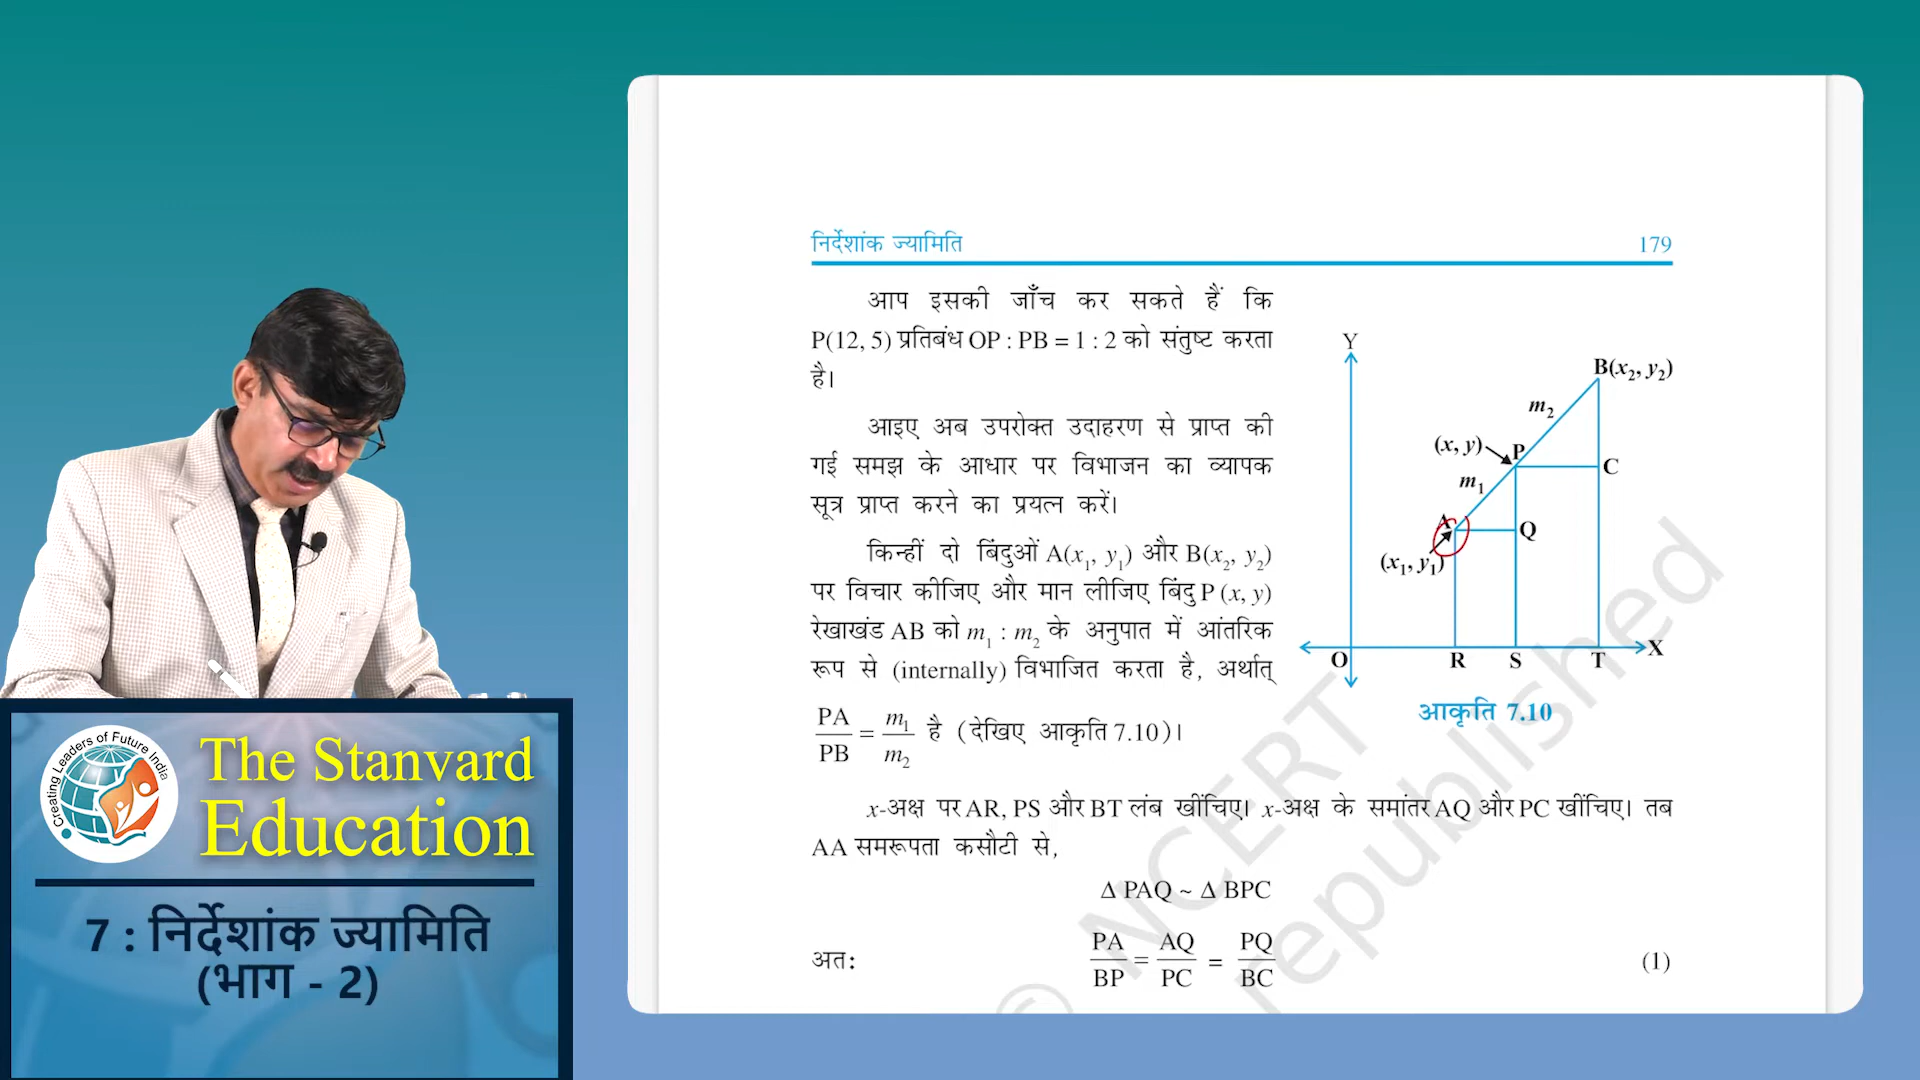 निर्देशांक ज्यामिति 179
आप इसकी जाँच कर सकते हैं कि
P(12, 5) प्रतिबंध OP : PB = 1 : 2 को संतुष्ट करता
है।
आइए अब उपरोक्त उदाहरण से प्राप्त की
गई समझ के आधार पर विभाजन का व्यापक
सूत्र प्राप्त करने का प्रयत्न करें।
किन्हीं दो बिंदुओं A(x₁, y₁) और B(x₂, y₂)
पर विचार कीजिए और मान लीजिए बिंदु P (x, y)
रेखाखंड AB को m₁ : m₂ के अनुपात में आंतरिक
रूप से (internally) विभाजित करता है, अर्थात्
PA/PB = m₁/m₂ है (देखिए आकृति 7.10)।
Y
B(x₂, y₂)
m₂
(x, y)
P
C
m₁
A
Q
(x₁, y₁)
X
O R S T
आकृति 7.10
x-अक्ष पर AR, PS और BT लंब खींचिए। x-अक्ष के समांतर AQ और PC खींचिए। तब
AA समरूपता कसौटी से,
Δ PAQ ~ Δ BPC
अतः PA/BP = AQ/PC = PQ/BC (1)
© NCERT
republished
Creating Leaders of Future India
The Stanvard
Education
7 : निर्देशांक ज्यामिति
(भाग - 2)